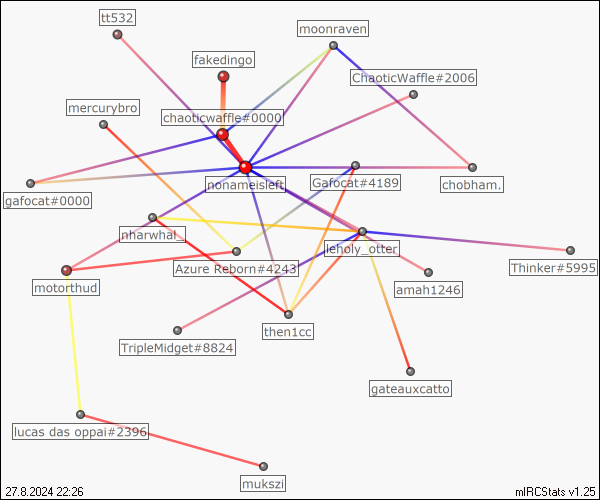 tt532
moonraven
fakedingo
ChaoticWaffle#2006
mercurybro
chaoticwaffle#0000
nonameisleft
Gafocat#4189
chobham.
gafocat#0000
nharwhal_
leholy_otter
Azure Reborn#4243
Thinker#5995
motorthud
amah1246
then1cc
TripleMidget#8824
gateauxcatto
lucas das oppai#2396
mukszi
27.8.2024 22:26
mIRCStats v1.25